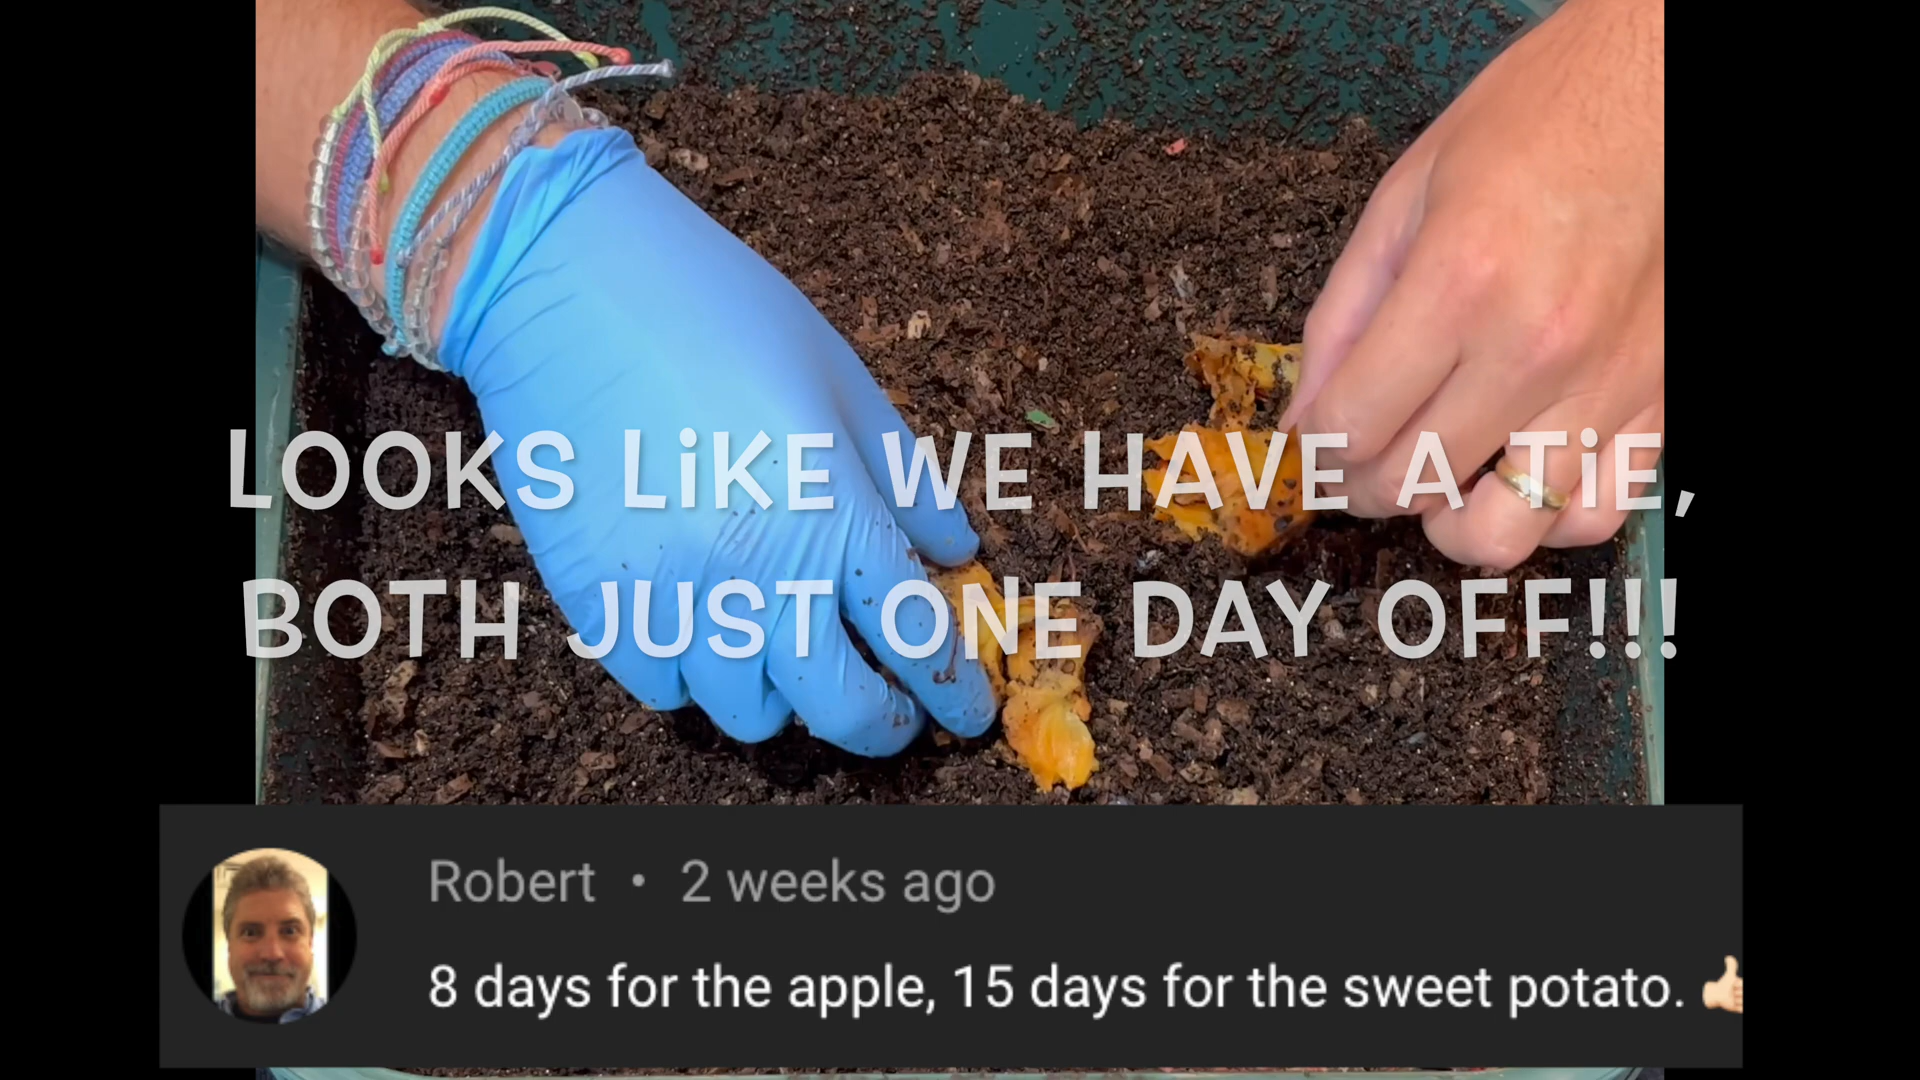 LOOKS LiKE WE HAVE A TiE,
BOTH JUST ONE DAY OFF!!!
Robert • 2 weeks ago
8 days for the apple, 15 days for the sweet potato. 👍🏻